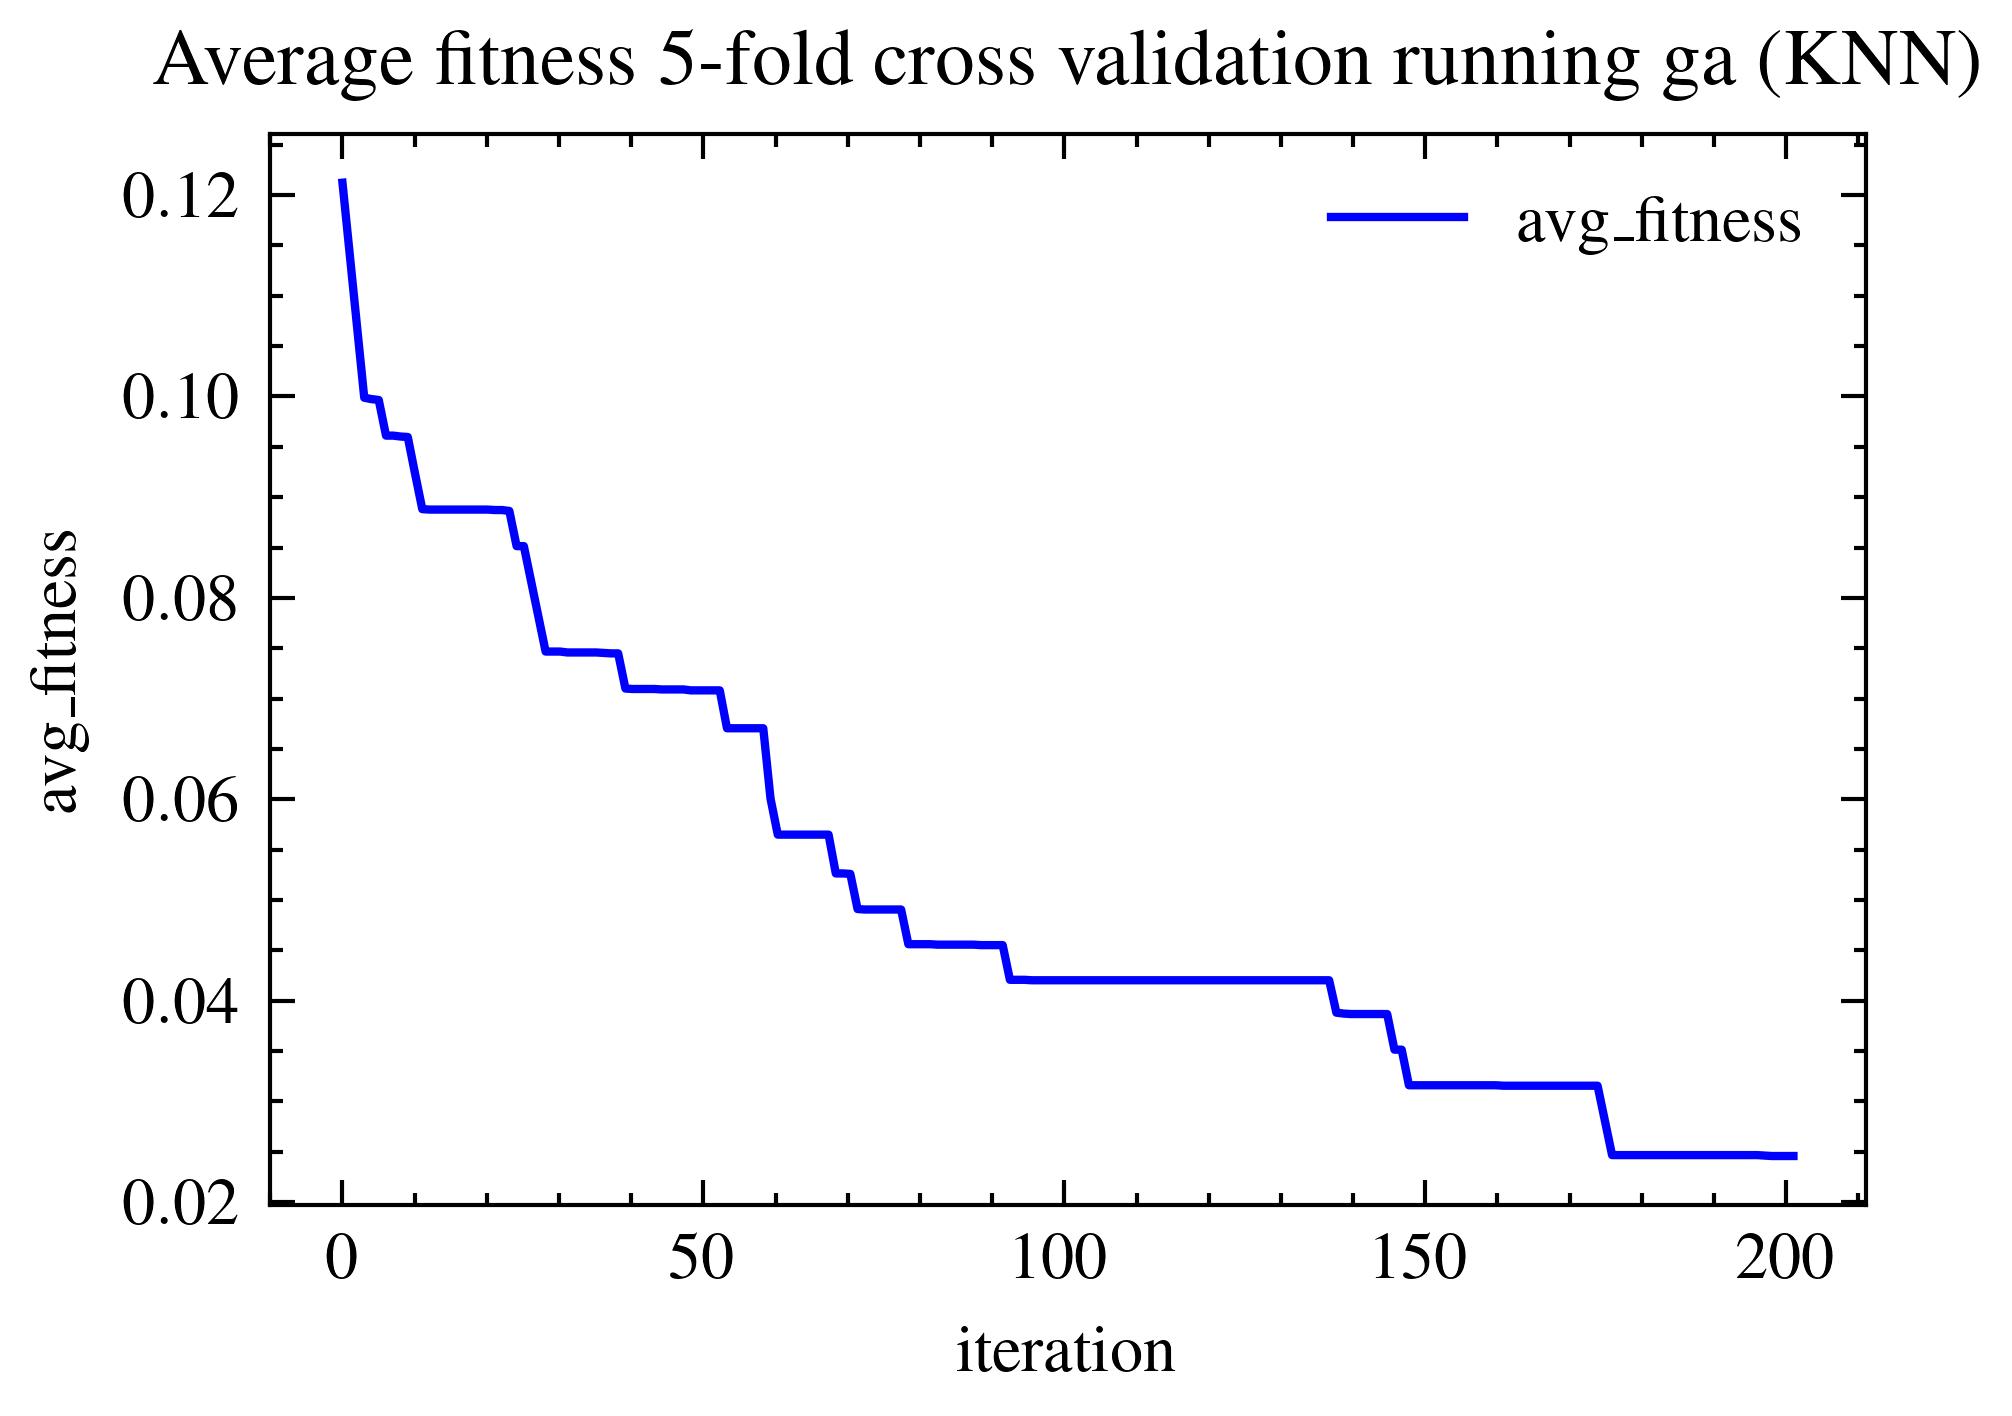 Average fitness 5-fold cross validation running ga (KNN)
avg_fitness
0.12
0.10
0.08
0.06
0.04
0.02
avg_fitness
0 50 100 150 200
iteration